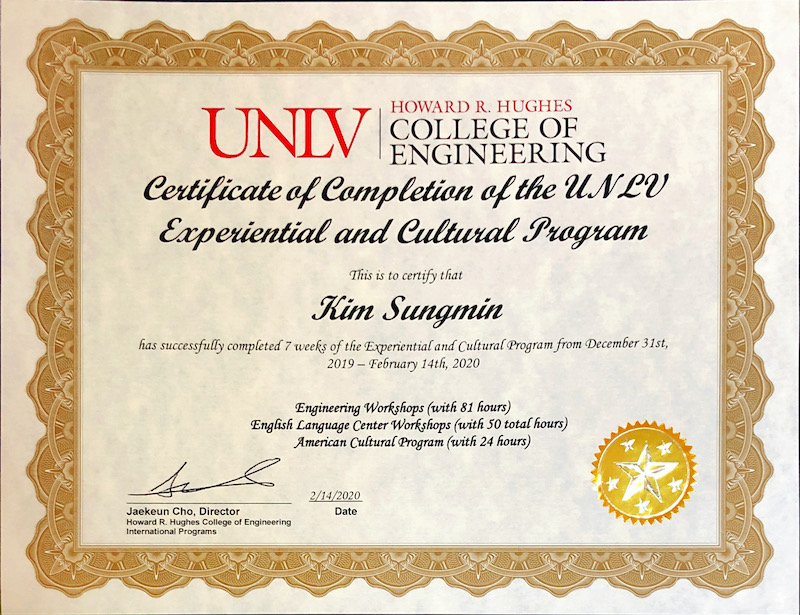 UNLV
HOWARD R. HUGHES
COLLEGE OF
ENGINEERING
Certificate of Completion of the UNLV
Experiential and Cultural Program
This is to certify that
Kim Sungmin
has successfully completed 7 weeks of the Experiential and Cultural Program from December 31st,
2019 – February 14th, 2020
Engineering Workshops (with 81 hours)
English Language Center Workshops (with 50 total hours)
American Cultural Program (with 24 hours)
2/14/2020
Jaekeun Cho, Director
Date
Howard R. Hughes College of Engineering
International Programs